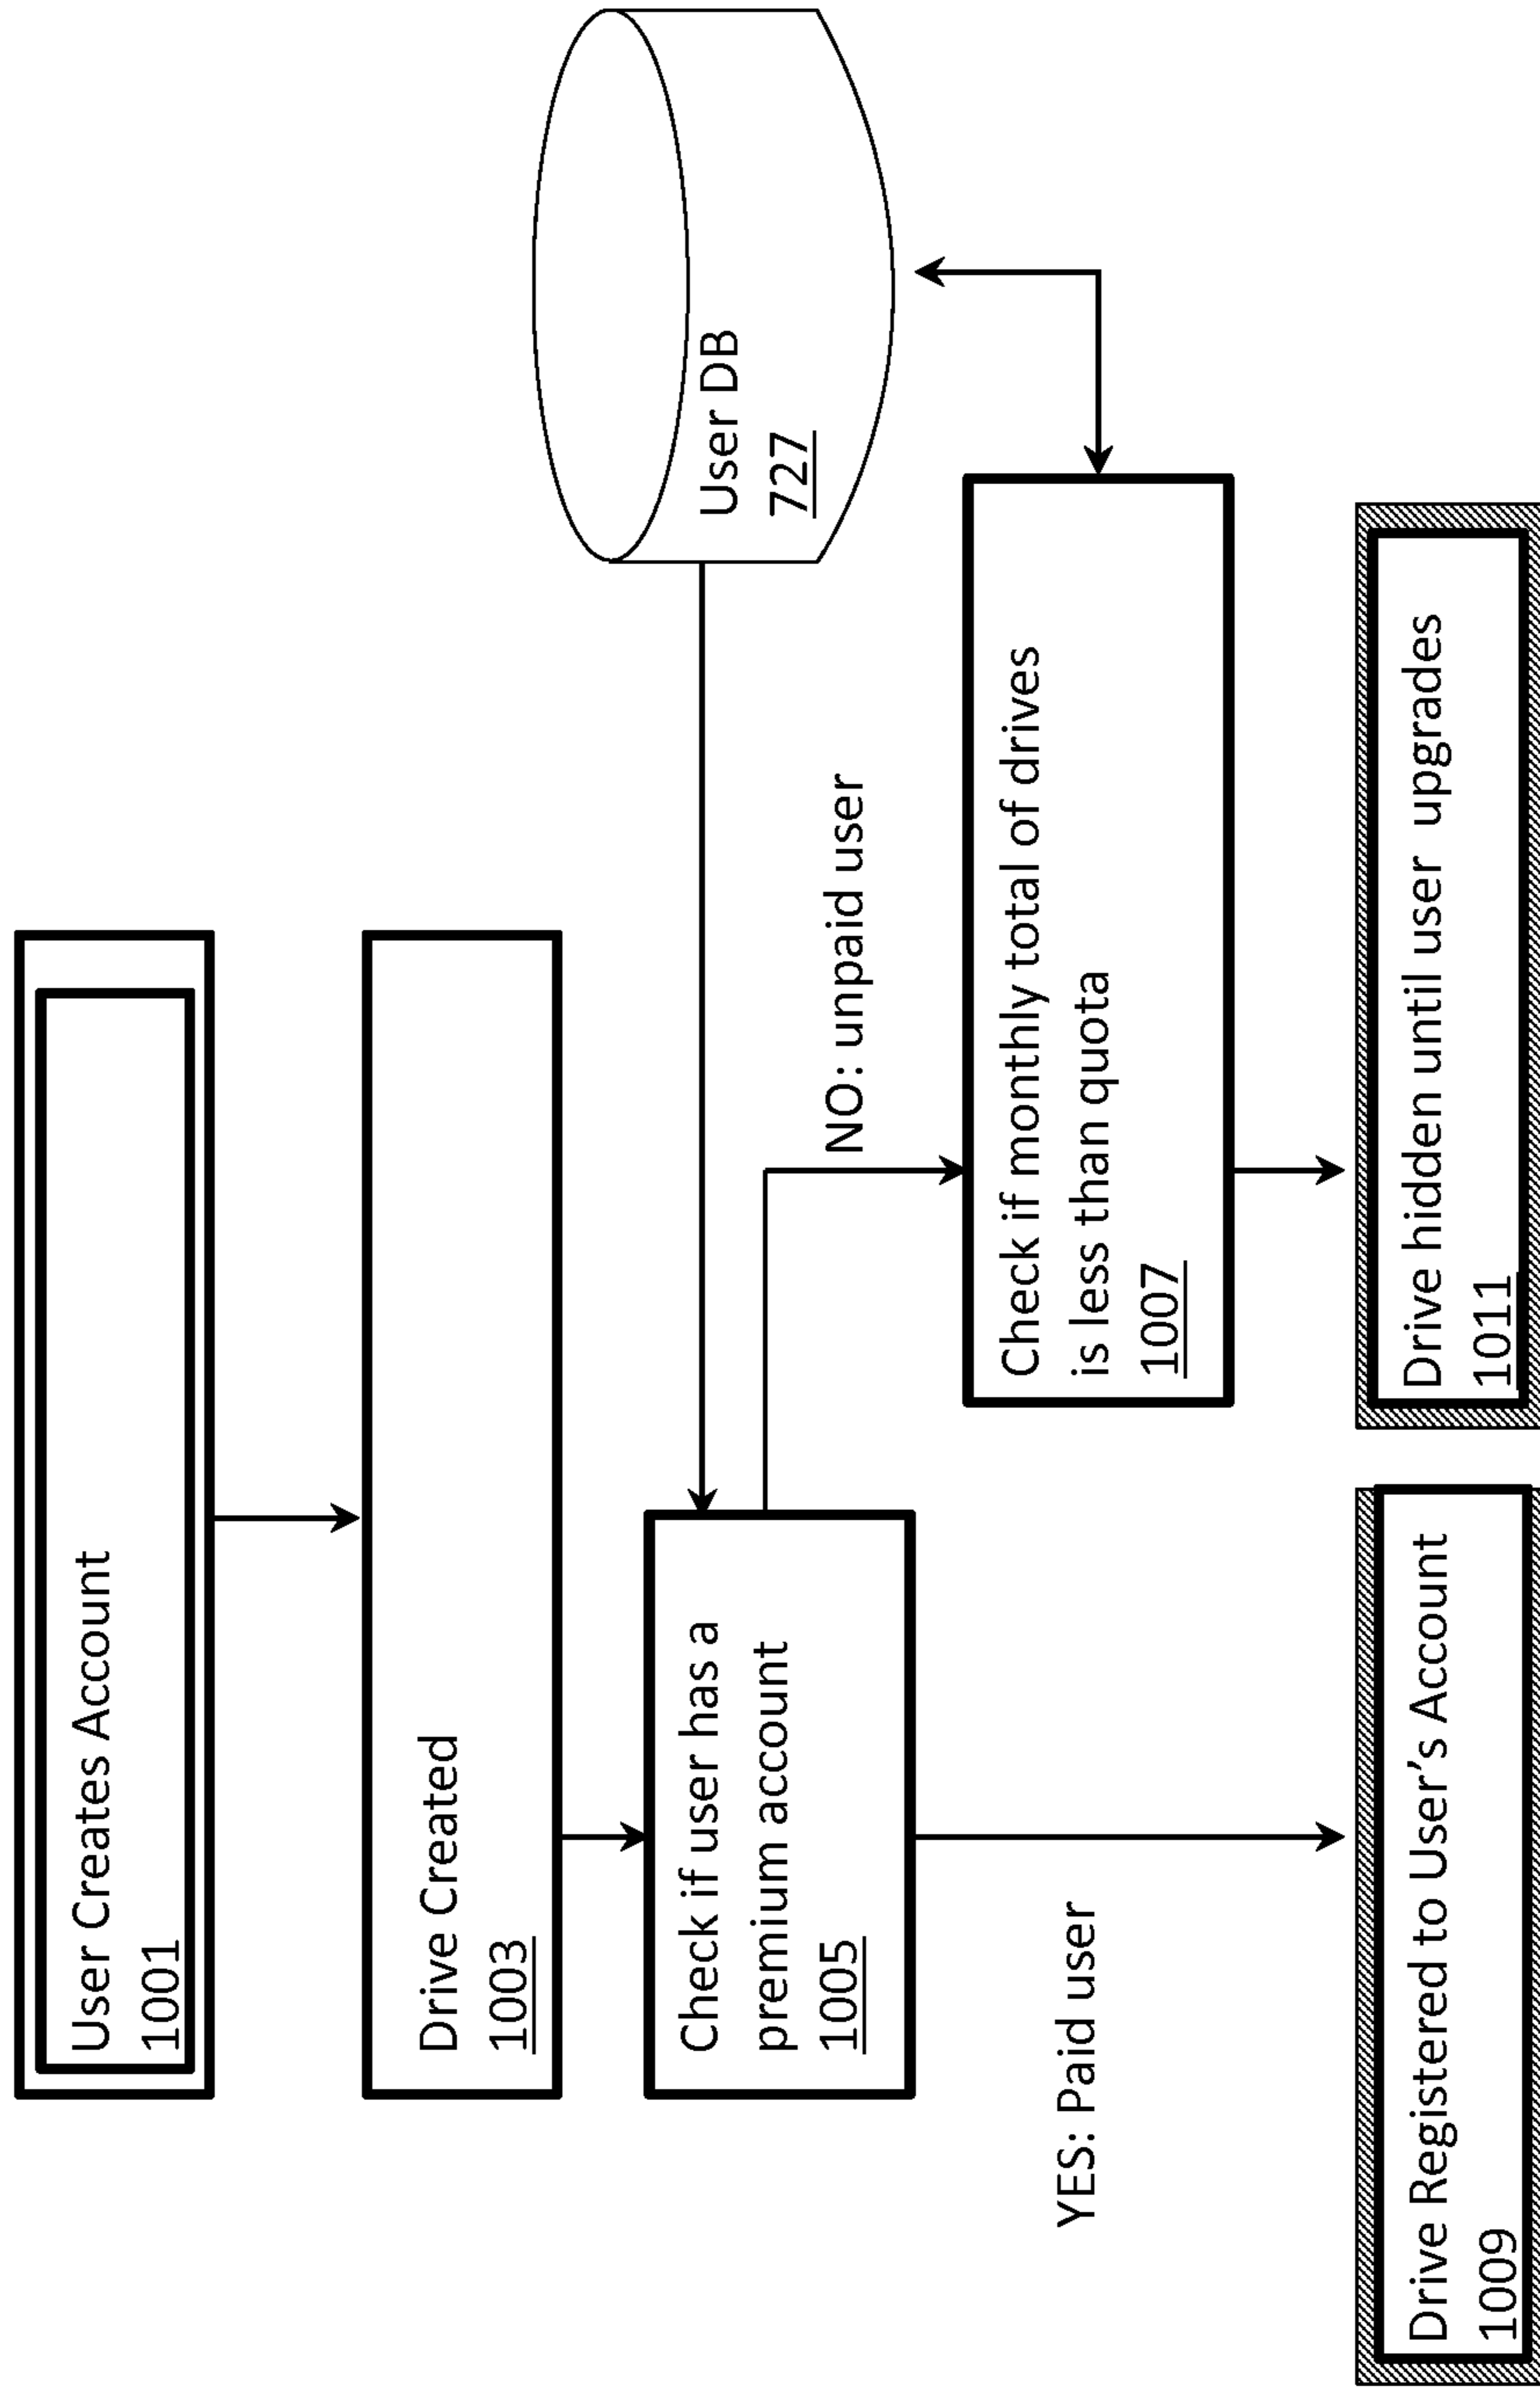 User Creates Account
1001
Drive Created
1003
Check if user has a
premium account
1005
User DB
727
NO: unpaid user
Check if monthly total of drives
is less than quota
1007
YES: Paid user
Drive Registered to User’s Account
1009
Drive hidden until user  upgrades
1011